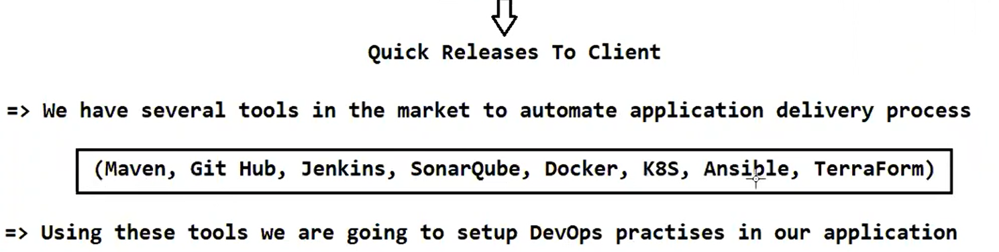 Quick Releases To Client
=> We have several tools in the market to automate application delivery process
(Maven, Git Hub, Jenkins, SonarQube, Docker, K8S, Ansible, TerraForm)
=> Using these tools we are going to setup DevOps practises in our application